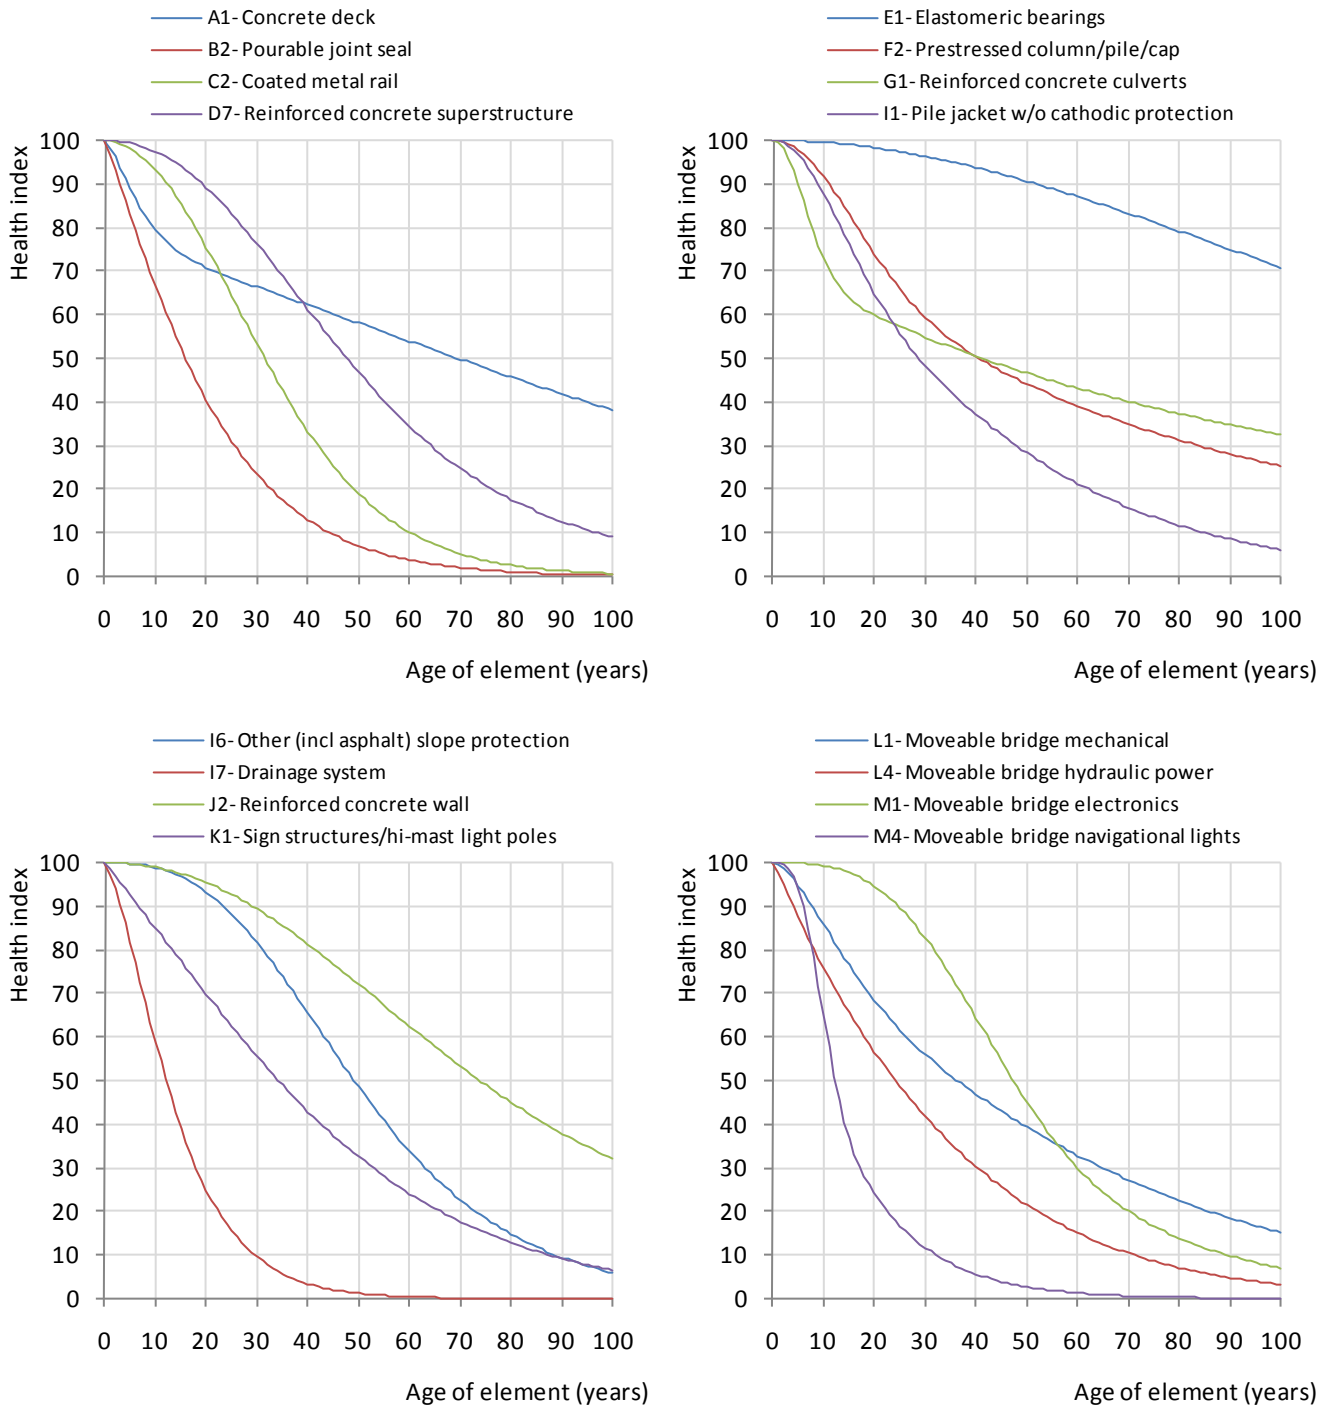 A1- Concrete deck
B2- Pourable joint seal
C2- Coated metal rail
D7- Reinforced concrete superstructure
Health index
100
90
80
70
60
50
40
30
20
10
0
0 10 20 30 40 50 60 70 80 90 100
Age of element (years)
E1- Elastomeric bearings
F2- Prestressed column/pile/cap
G1- Reinforced concrete culverts
I1- Pile jacket w/o cathodic protection
Health index
100
90
80
70
60
50
40
30
20
10
0
0 10 20 30 40 50 60 70 80 90 100
Age of element (years)
I6- Other (incl asphalt) slope protection
I7- Drainage system
J2- Reinforced concrete wall
K1- Sign structures/hi-mast light poles
Health index
100
90
80
70
60
50
40
30
20
10
0
0 10 20 30 40 50 60 70 80 90 100
Age of element (years)
L1- Moveable bridge mechanical
L4- Moveable bridge hydraulic power
M1- Moveable bridge electronics
M4- Moveable bridge navigational lights
Health index
100
90
80
70
60
50
40
30
20
10
0
0 10 20 30 40 50 60 70 80 90 100
Age of element (years)